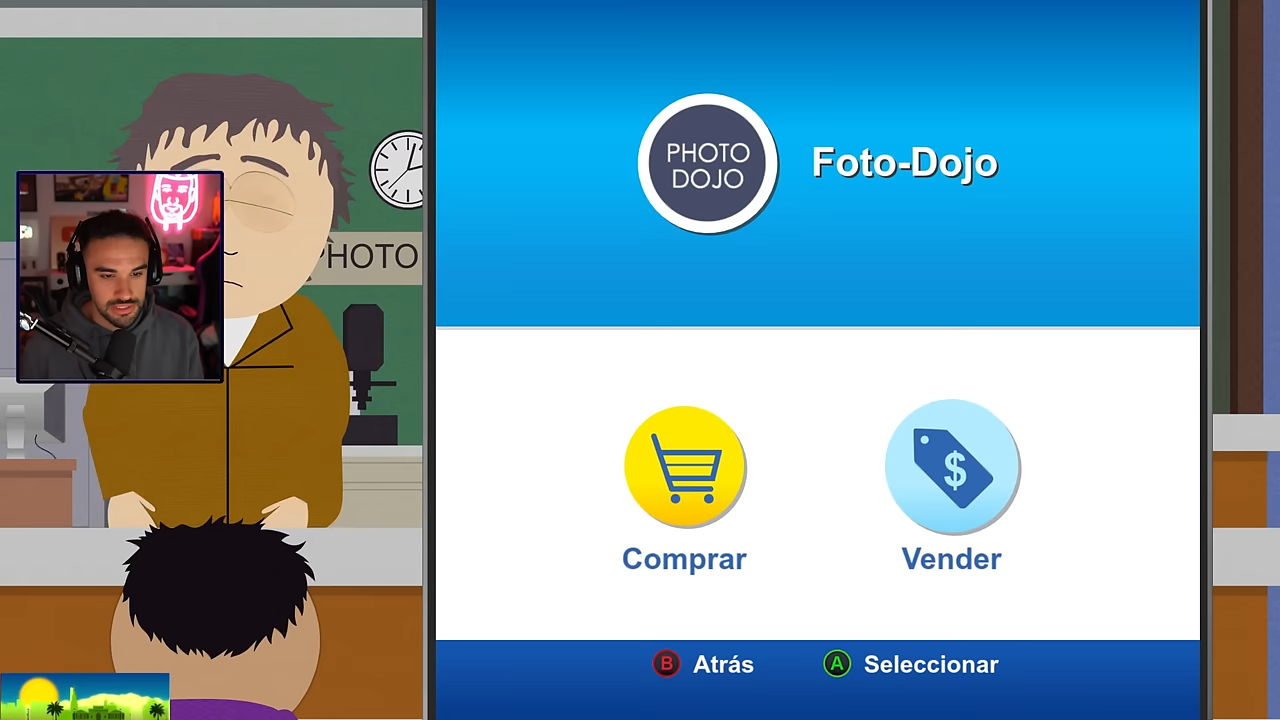 PHOTO
PHOTO
DOJO
Foto-Dojo
$
Comprar
Vender
B Atrás
A Seleccionar